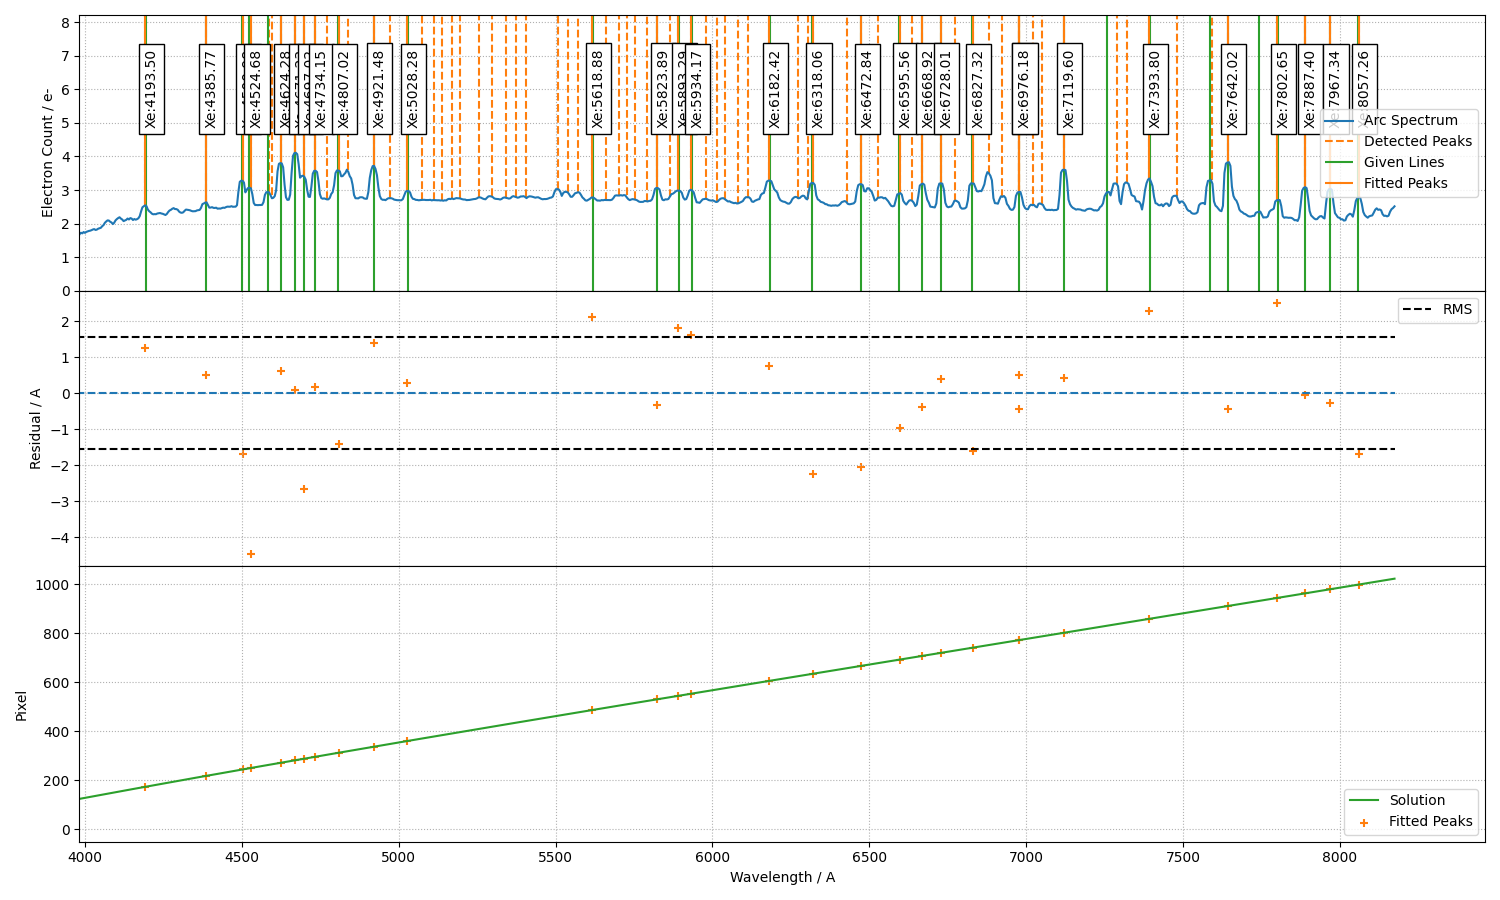 Electron Count / e-
8
7
6
5
4
3
2
1
0
Xe:4193.50
Xe:4385.77
Xe:4524.68
Xe:4624.28
Xe:4734.15
Xe:4807.02
Xe:4921.48
Xe:5028.28
Xe:5618.88
Xe:5823.89
Xe:5934.17
Xe:6182.42
Xe:6318.06
Xe:6472.84
Xe:6595.56
Xe:6668.92
Xe:6728.01
Xe:6827.32
Xe:6976.18
Xe:7119.60
Xe:7393.80
Xe:7642.02
Xe:7802.65
Xe:7887.40
Xe:7967.34
Xe:8057.26
Arc Spectrum
Detected Peaks
Given Lines
Fitted Peaks
Residual / A
2
1
0
−1
−2
−3
−4
RMS
Pixel
1000
800
600
400
200
0
Solution
Fitted Peaks
4000 4500 5000 5500 6000 6500 7000 7500 8000
Wavelength / A